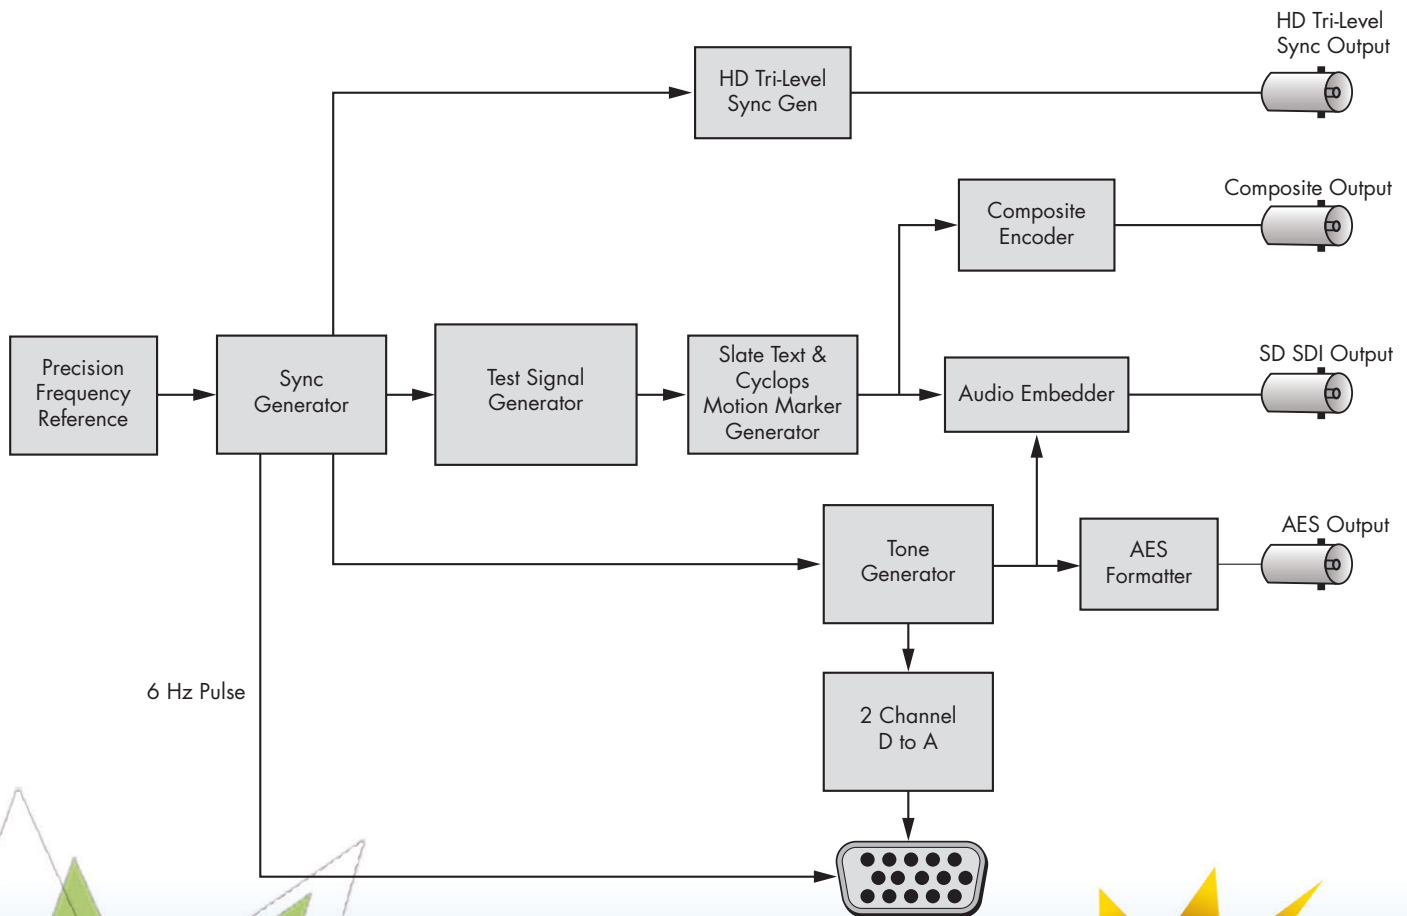 HD Tri-Level
Sync Output
HD Tri-Level
Sync Gen
Composite Output
Composite
Encoder
Precision
Frequency
Reference
Sync
Generator
Test Signal
Generator
Slate Text &
Cyclops
Motion Marker
Generator
Audio Embedder
SD SDI Output
Tone
Generator
AES
Formatter
AES Output
6 Hz Pulse
2 Channel
D to A